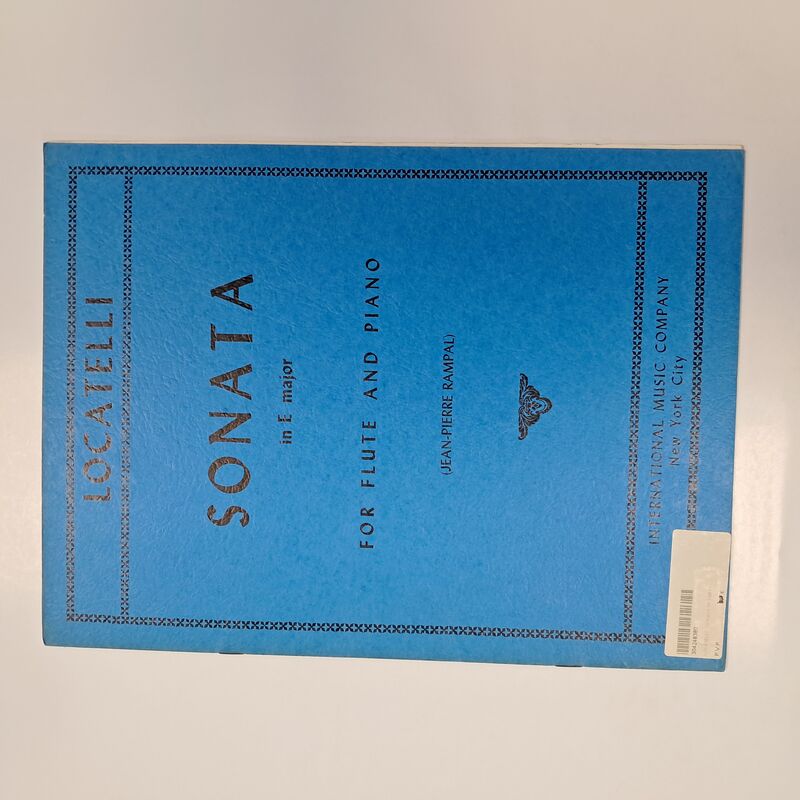 LOCATELLI
SONATA
in E major
FOR FLUTE AND PIANO
(JEAN-PIERRE RAMPAL)
INTERNATIONAL MUSIC COMPANY
New York City
P.V.P.